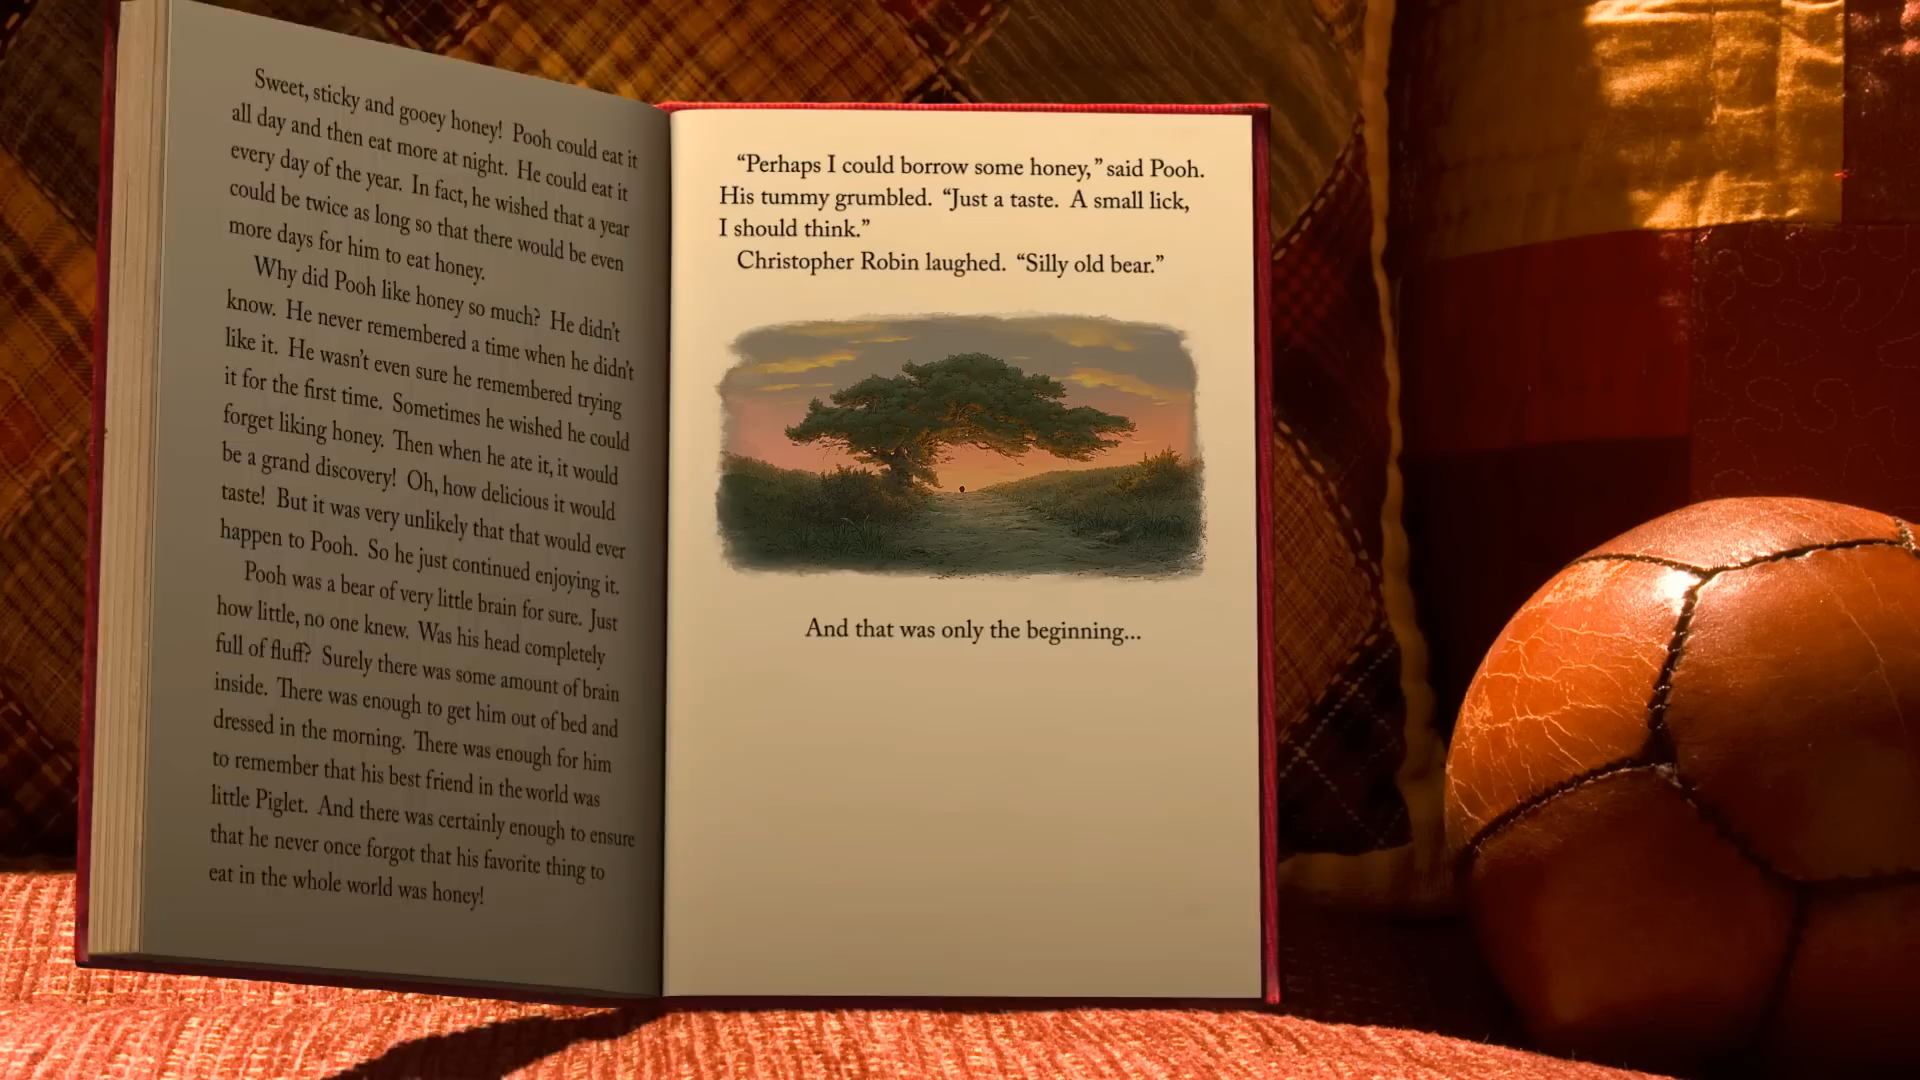 Sweet, sticky and gooey honey! Pooh could eat it
all day and then eat more at night. He could eat it
every day of the year. In fact, he wished that a year
could be twice as long so that there would be even
more days for him to eat honey.
Why did Pooh like honey so much? He didn't
know. He never remembered a time when he didn't
like it. He wasn't even sure he remembered trying
it for the first time. Sometimes he wished he could
forget liking honey. Then when he ate it, it would
be a grand discovery! Oh, how delicious it would
taste! But it was very unlikely that that would ever
happen to Pooh. So he just continued enjoying it.
Pooh was a bear of very little brain for sure. Just
how little, no one knew. Was his head completely
full of fluff? Surely there was some amount of brain
inside. There was enough to get him out of bed and
dressed in the morning. There was enough for him
to remember that his best friend in the world was
little Piglet. And there was certainly enough to ensure
that he never once forgot that his favorite thing to
eat in the whole world was honey!
“Perhaps I could borrow some honey,” said Pooh.
His tummy grumbled. “Just a taste. A small lick,
I should think.”
Christopher Robin laughed. “Silly old bear.”
And that was only the beginning...